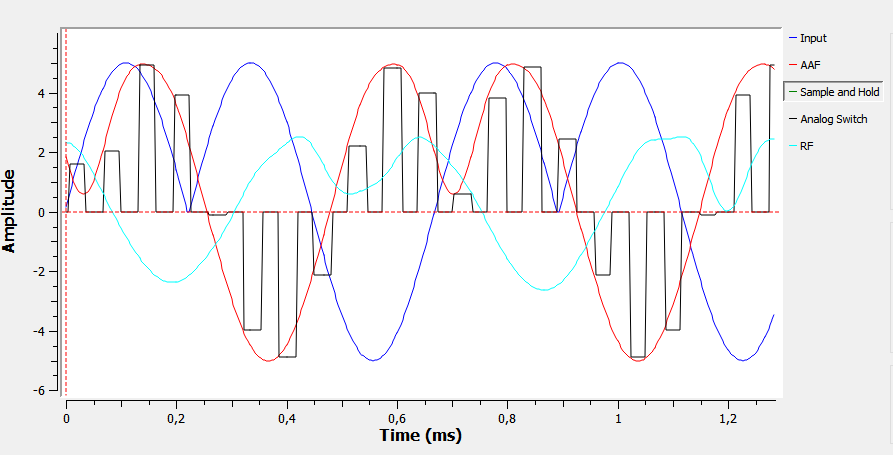 Input
AAF
Sample and Hold
Analog Switch
RF
Amplitude
4
2
0
-2
-4
-6
0
0,2
0,4
0,6
0,8
1
1,2
Time (ms)